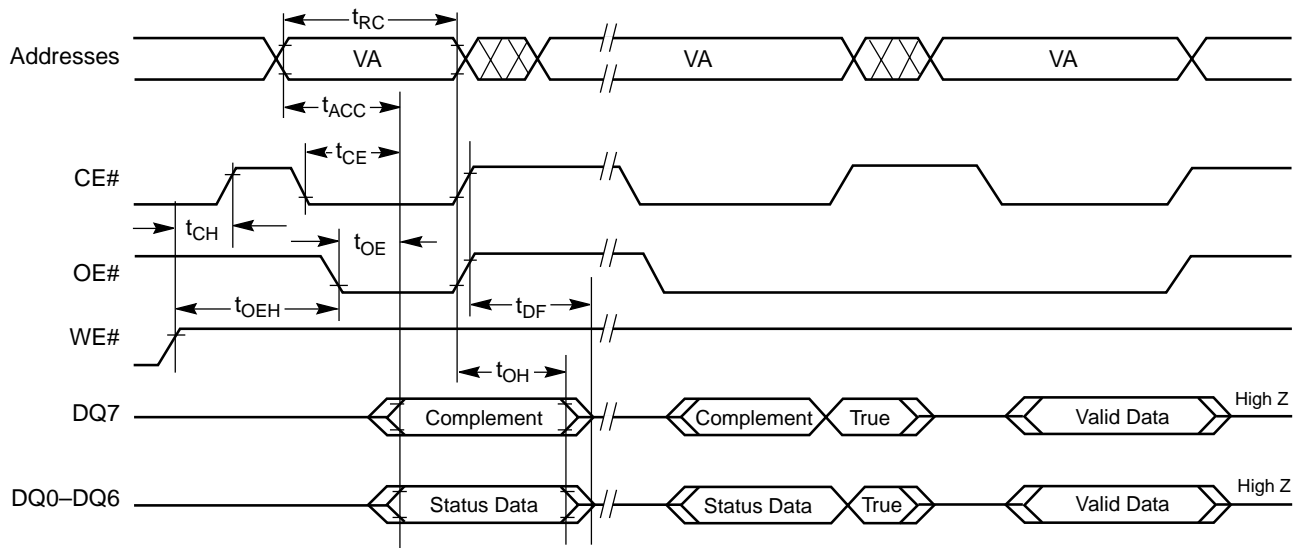 tRC
Addresses VA VA VA
tACC
tCE
CE#
tCH tOE
OE#
tOEH tDF
WE#
tOH
DQ7 Complement Complement True Valid Data High Z
DQ0–DQ6 Status Data Status Data True Valid Data High Z